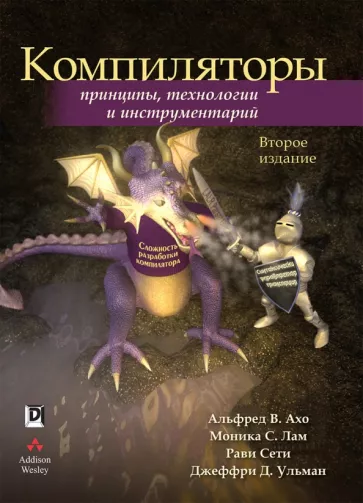 Компиляторы
принципы, технологии
и инструментарий
Второе
издание
Сложность
разработки
компилятора
Альфред В. Ахо
Моника С. Лам
Рави Сети
Джеффри Д. Ульман
Д
Addison
Wesley